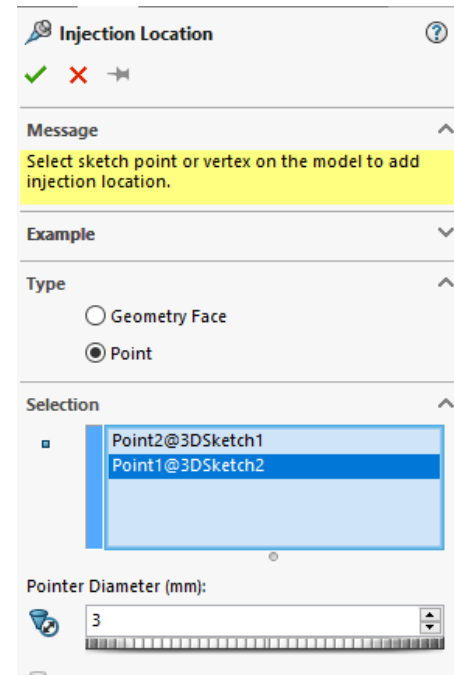 Injection Location
Message
Select sketch point or vertex on the model to add
injection location.
Example
Type
Geometry Face
Point
Selection
Point2@3DSketch1
Point1@3DSketch2
Pointer Diameter (mm):
3